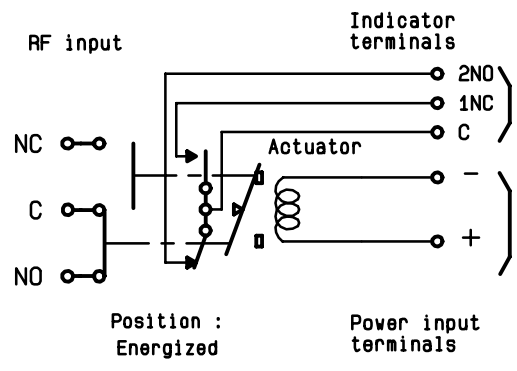 Indicator
terminals
RF input
2NO
1NC
C
NC
Actuator
-
C
+
NO
Position :
Energized
Power input
terminals